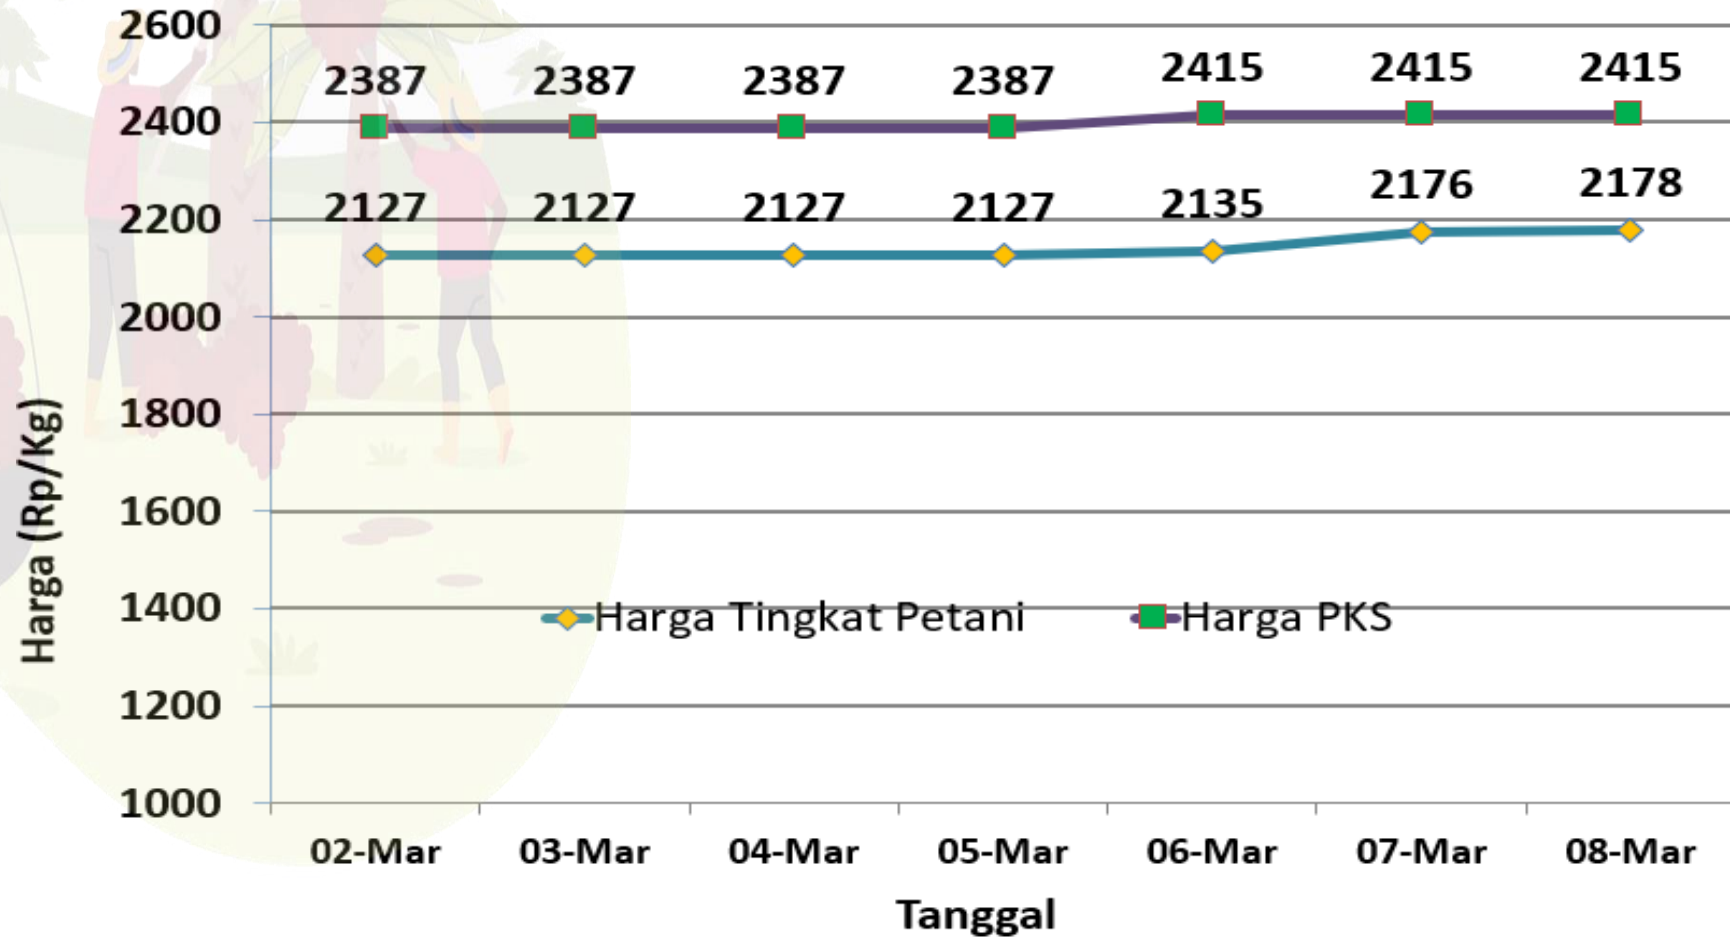 2600
2387 2387 2387 2387 2415 2415 2415
2400
2127 2127 2127 2127 2135 2176 2178
2200
2000
1800
1600
1400
1200
1000
Harga (Rp/Kg)
Harga Tingkat Petani Harga PKS
02-Mar 03-Mar 04-Mar 05-Mar 06-Mar 07-Mar 08-Mar
Tanggal